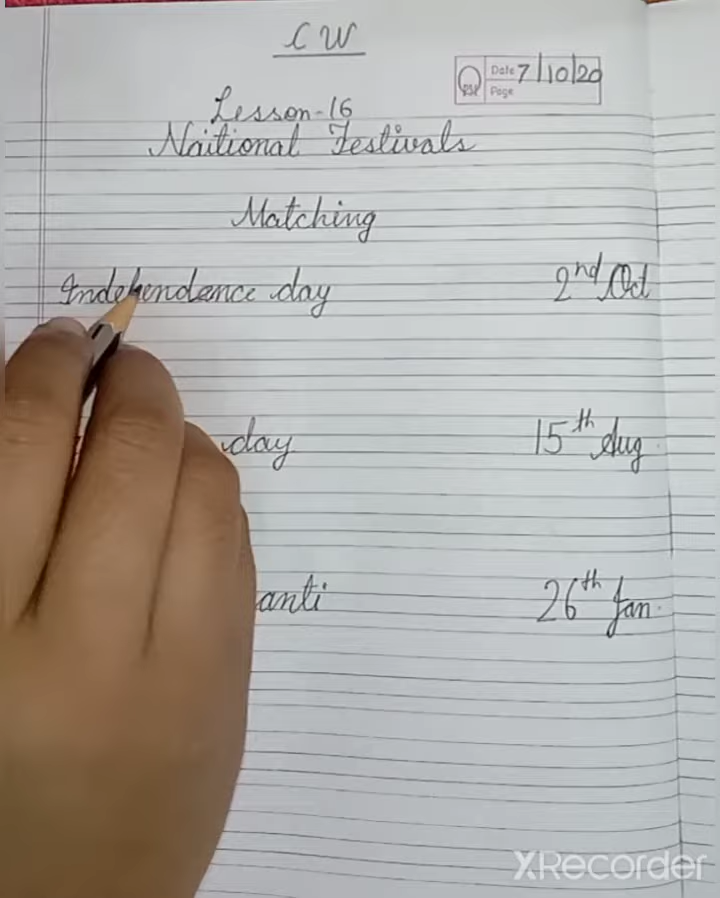 CW
Date 7/10/20
Page
Lesson-16
Naitional Festivals
Matching
Independance day 2nd Oct
day 15th Aug.
anti 26th Jan.
XRecorder